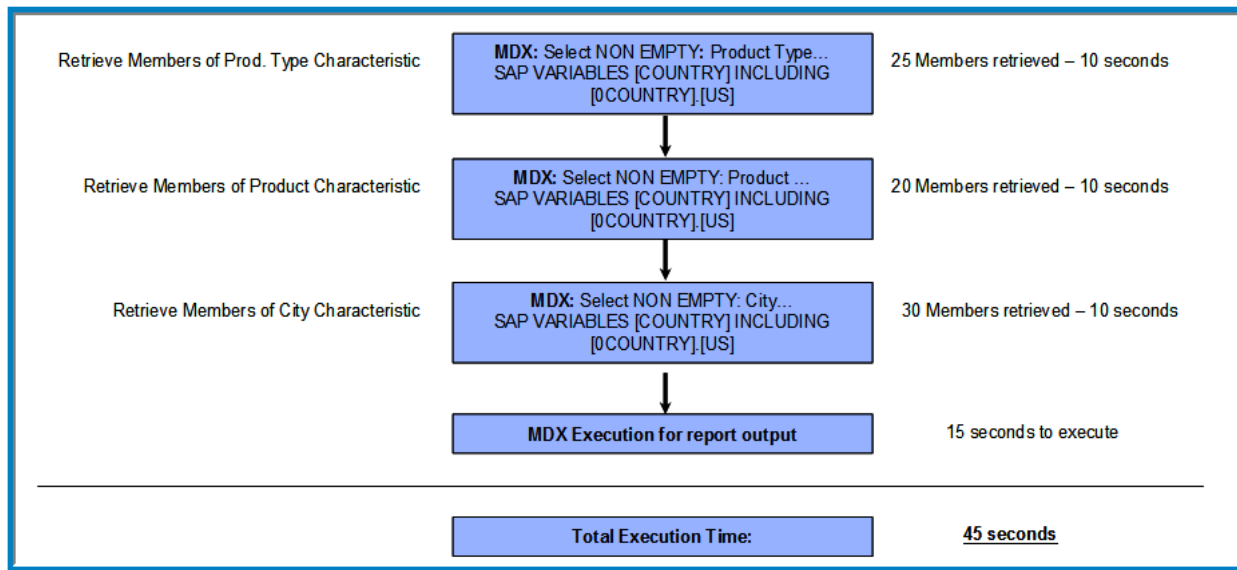 Retrieve Members of Prod. Type Characteristic
MDX: Select NON EMPTY: Product Type...
SAP VARIABLES [COUNTRY] INCLUDING
[0COUNTRY].[US]
25 Members retrieved – 10 seconds
Retrieve Members of Product Characteristic
MDX: Select NON EMPTY: Product ...
SAP VARIABLES [COUNTRY] INCLUDING
[0COUNTRY].[US]
20 Members retrieved – 10 seconds
Retrieve Members of City Characteristic
MDX: Select NON EMPTY: City...
SAP VARIABLES [COUNTRY] INCLUDING
[0COUNTRY].[US]
30 Members retrieved – 10 seconds
MDX Execution for report output
15 seconds to execute
Total Execution Time:
45 seconds